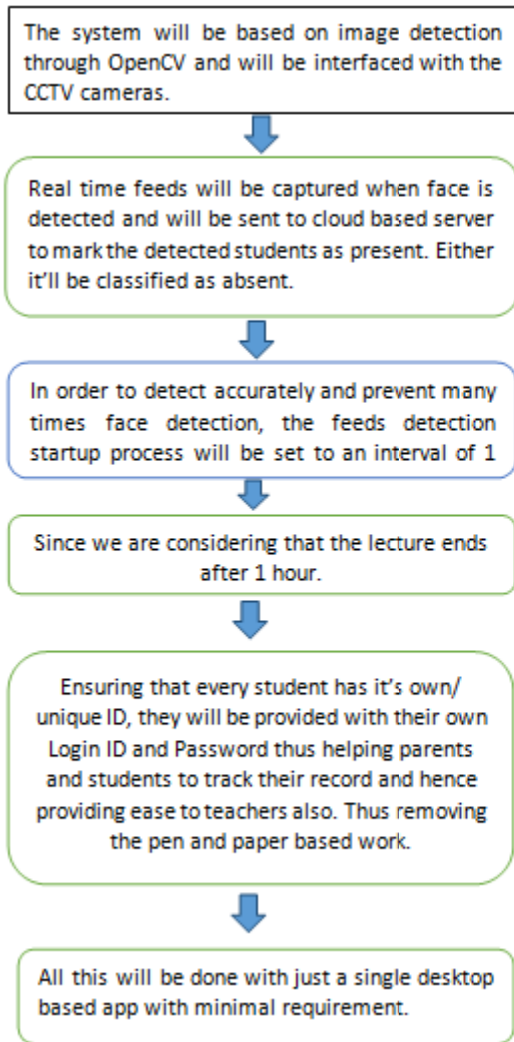 The system will be based on image detection
through OpenCV and will be interfaced with the
CCTV cameras.
Real time feeds will be captured when face is
detected and will be sent to cloud based server
to mark the detected students as present. Either
it'll be classified as absent.
In order to detect accurately and prevent many
times face detection, the feeds detection
startup process will be set to an interval of 1
Since we are considering that the lecture ends
after 1 hour.
Ensuring that every student has it's own/
unique ID, they will be provided with their own
Login ID and Password thus helping parents
and students to track their record and hence
providing ease to teachers also. Thus removing
the pen and paper based work.
All this will be done with just a single desktop
based app with minimal requirement.